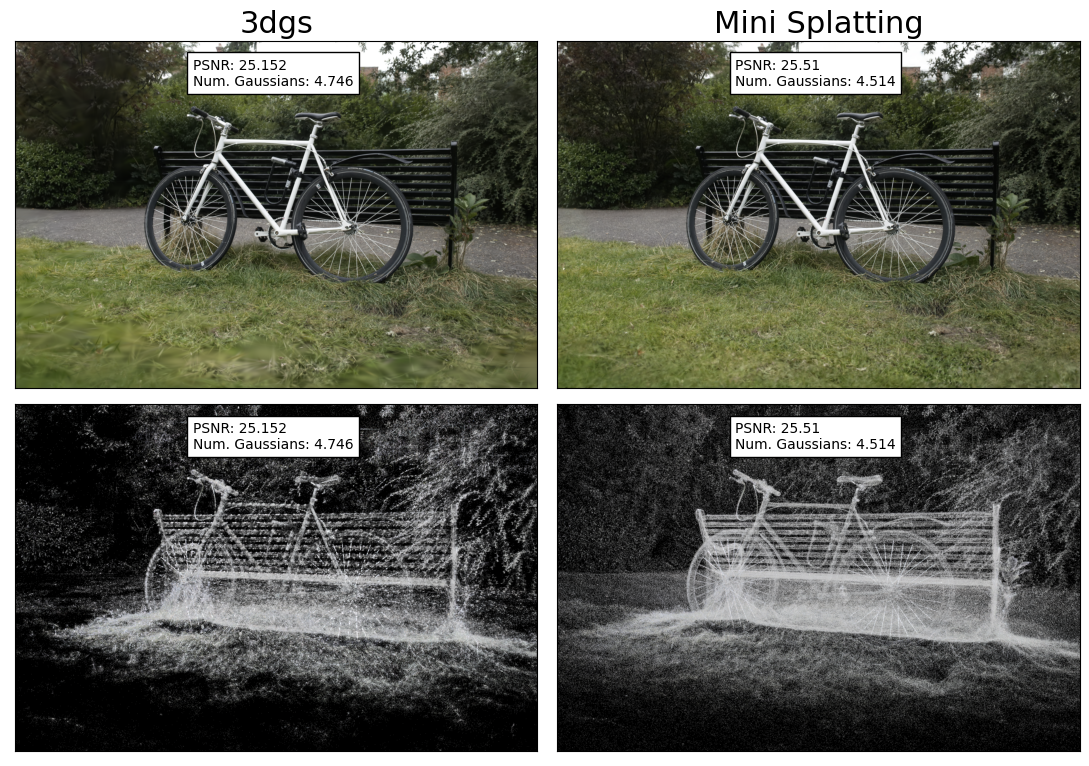 3dgs
Mini Splatting
PSNR: 25.152
Num. Gaussians: 4.746
PSNR: 25.51
Num. Gaussians: 4.514
PSNR: 25.152
Num. Gaussians: 4.746
PSNR: 25.51
Num. Gaussians: 4.514